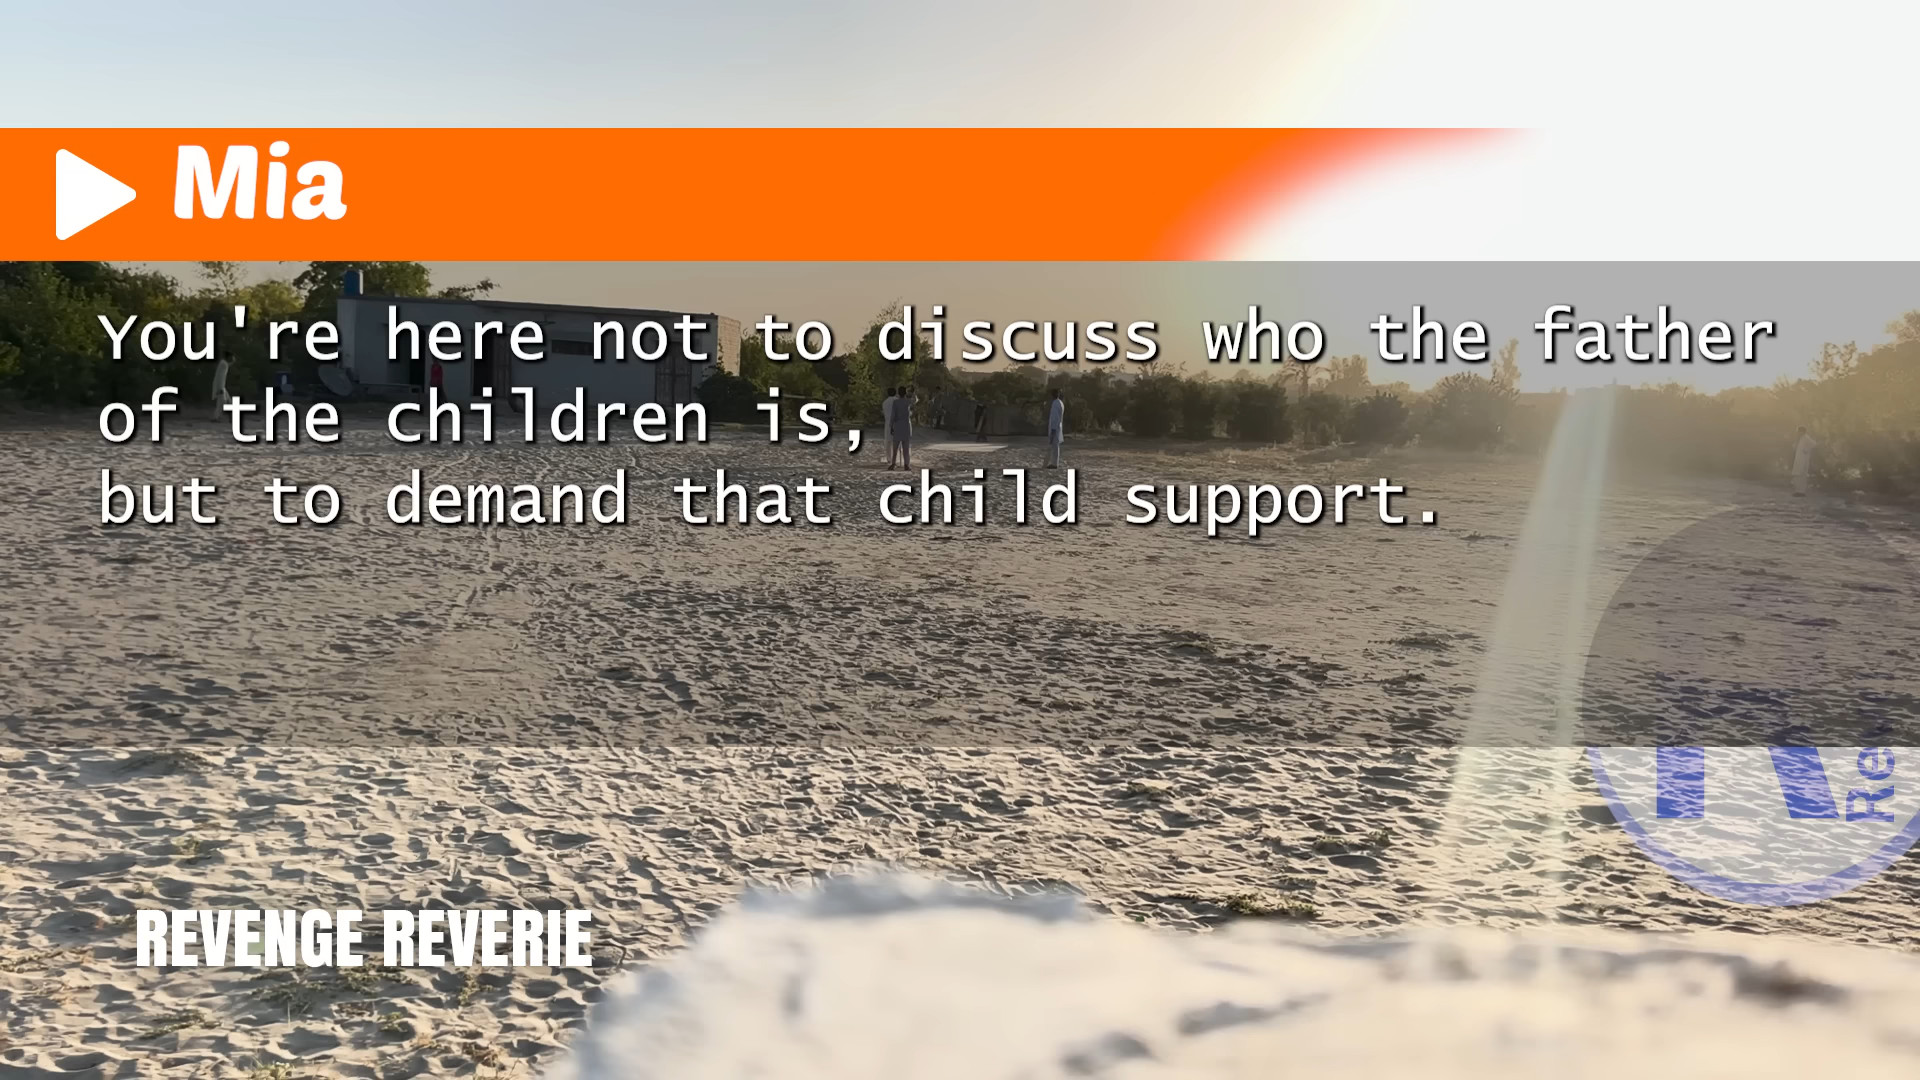 Mia
You're here not to discuss who the father
of the children is,
but to demand that child support.
REVENGE REVERIE